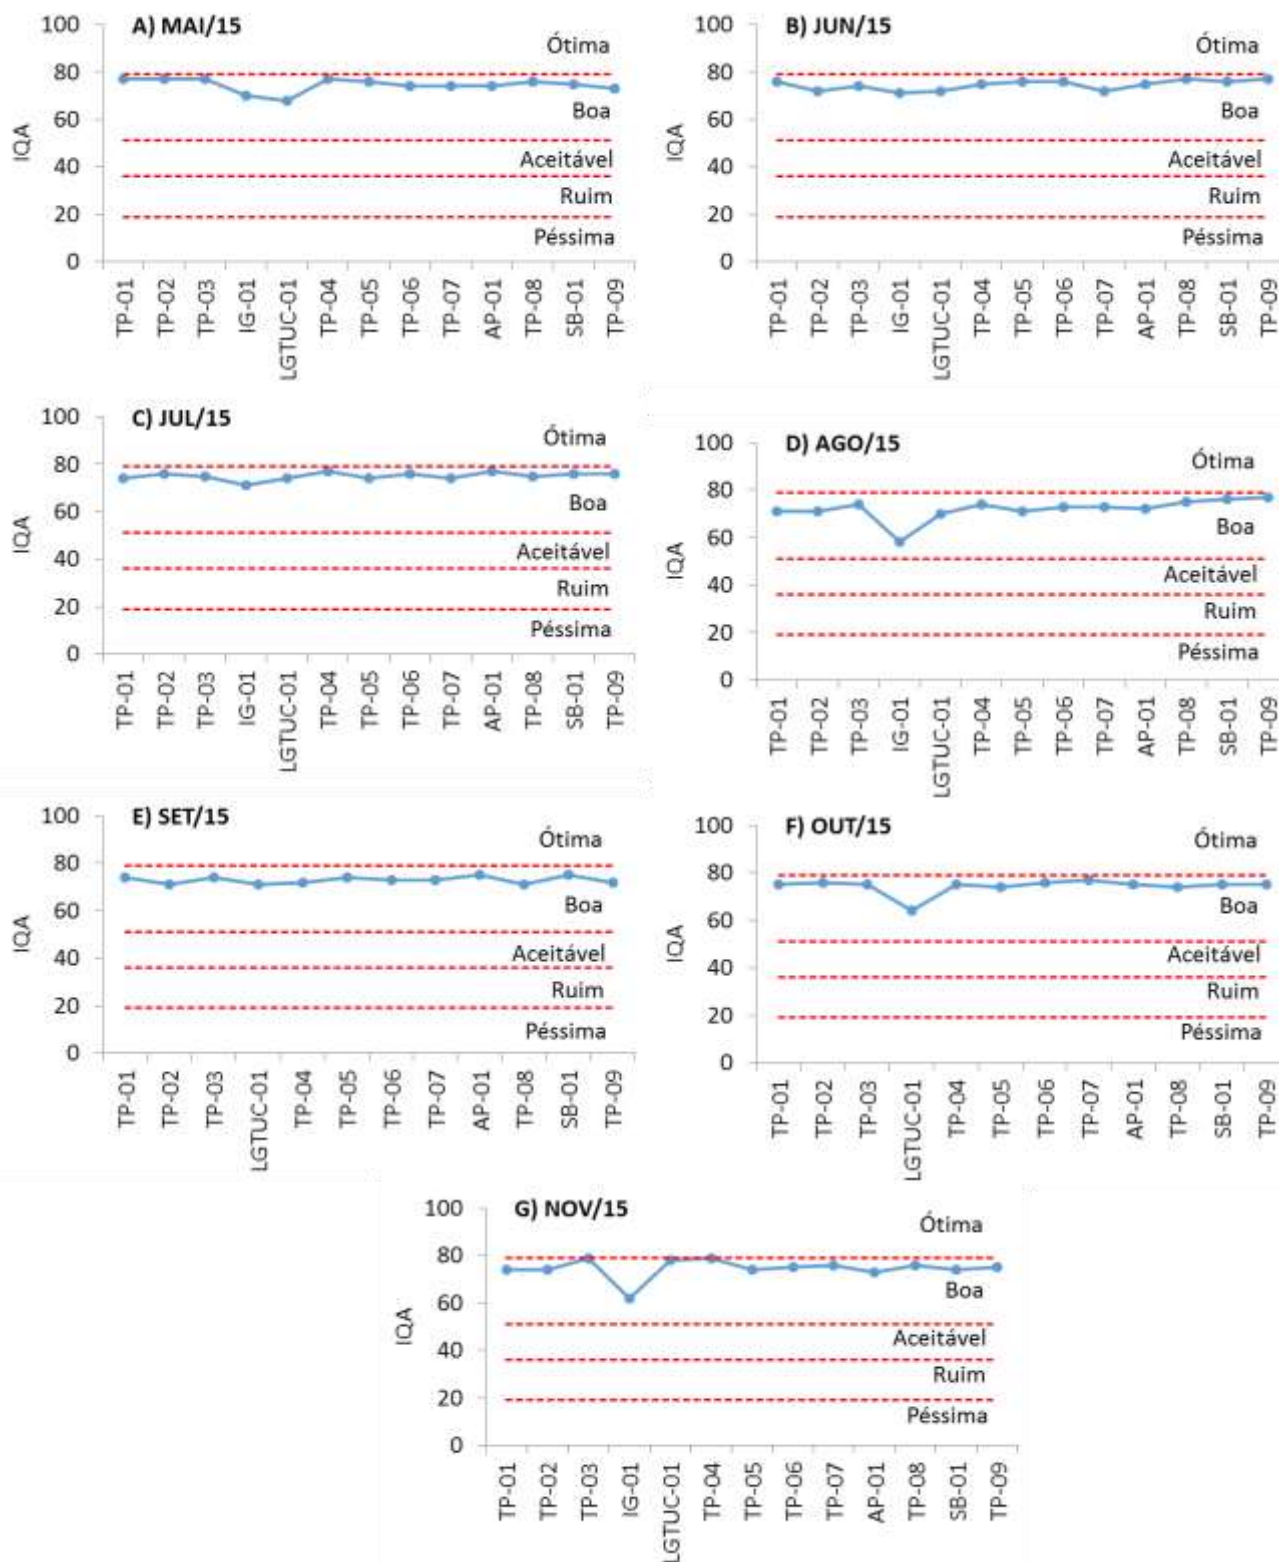 A) MAI/15
100
80
60
40
20
0
IQA
Ótima
Boa
Aceitável
Ruim
Péssima
TP-01
TP-02
TP-03
IG-01
LGTUC-01
TP-04
TP-05
TP-06
TP-07
AP-01
TP-08
SB-01
TP-09
B) JUN/15
100
80
60
40
20
0
IQA
Ótima
Boa
Aceitável
Ruim
Péssima
TP-01
TP-02
TP-03
IG-01
LGTUC-01
TP-04
TP-05
TP-06
TP-07
AP-01
TP-08
SB-01
TP-09
C) JUL/15
100
80
60
40
20
0
IQA
Ótima
Boa
Aceitável
Ruim
Péssima
TP-01
TP-02
TP-03
IG-01
LGTUC-01
TP-04
TP-05
TP-06
TP-07
AP-01
TP-08
SB-01
TP-09
D) AGO/15
100
80
60
40
20
0
IQA
Ótima
Boa
Aceitável
Ruim
Péssima
TP-01
TP-02
TP-03
IG-01
LGTUC-01
TP-04
TP-05
TP-06
TP-07
AP-01
TP-08
SB-01
TP-09
E) SET/15
100
80
60
40
20
0
IQA
Ótima
Boa
Aceitável
Ruim
Péssima
TP-01
TP-02
TP-03
LGTUC-01
TP-04
TP-05
TP-06
TP-07
AP-01
TP-08
SB-01
TP-09
F) OUT/15
100
80
60
40
20
0
IQA
Ótima
Boa
Aceitável
Ruim
Péssima
TP-01
TP-02
TP-03
LGTUC-01
TP-04
TP-05
TP-06
TP-07
AP-01
TP-08
SB-01
TP-09
G) NOV/15
100
80
60
40
20
0
IQA
Ótima
Boa
Aceitável
Ruim
Péssima
TP-01
TP-02
TP-03
IG-01
LGTUC-01
TP-04
TP-05
TP-06
TP-07
AP-01
TP-08
SB-01
TP-09